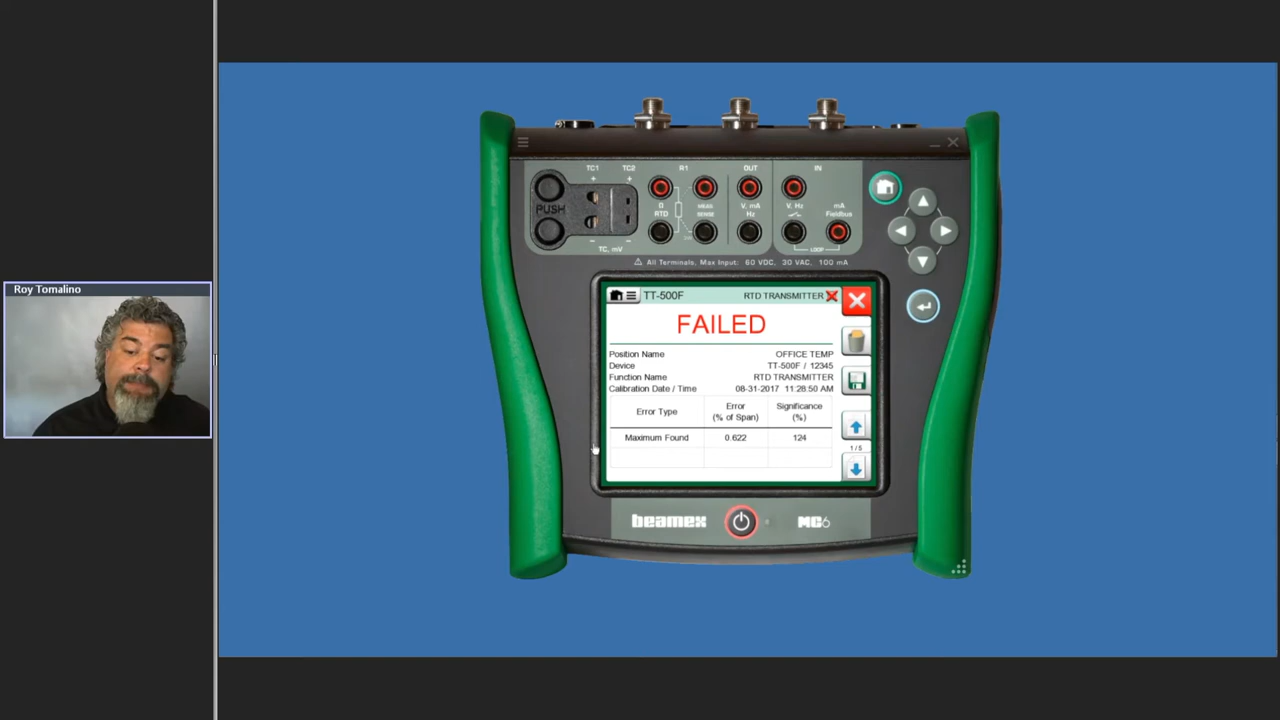 Roy Tomalino
TC1 TC2 R1 OUT IN
+ +
PUSH
Ω
RTD
MEAS
SENSE
V, mA
Hz
V, Hz
mA
Fieldbus
− −
TC, mV
LOOP
⚠ All Terminals, Max Input: 60 VDC, 30 VAC, 100 mA
TT-500F RTD TRANSMITTER
FAILED
Position Name OFFICE TEMP
Device TT-500F / 12345
Function Name RTD TRANSMITTER
Calibration Date / Time 08-31-2017 11:28.50 AM
Error Type Error (% of Span) Significance (%)
Maximum Found 0.622 124
1 / 5
beamex MC6